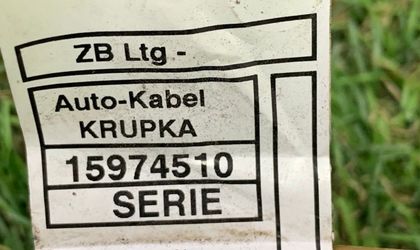 ZB Ltg -
Auto-Kabel
KRUPKA
15974510
SERIE